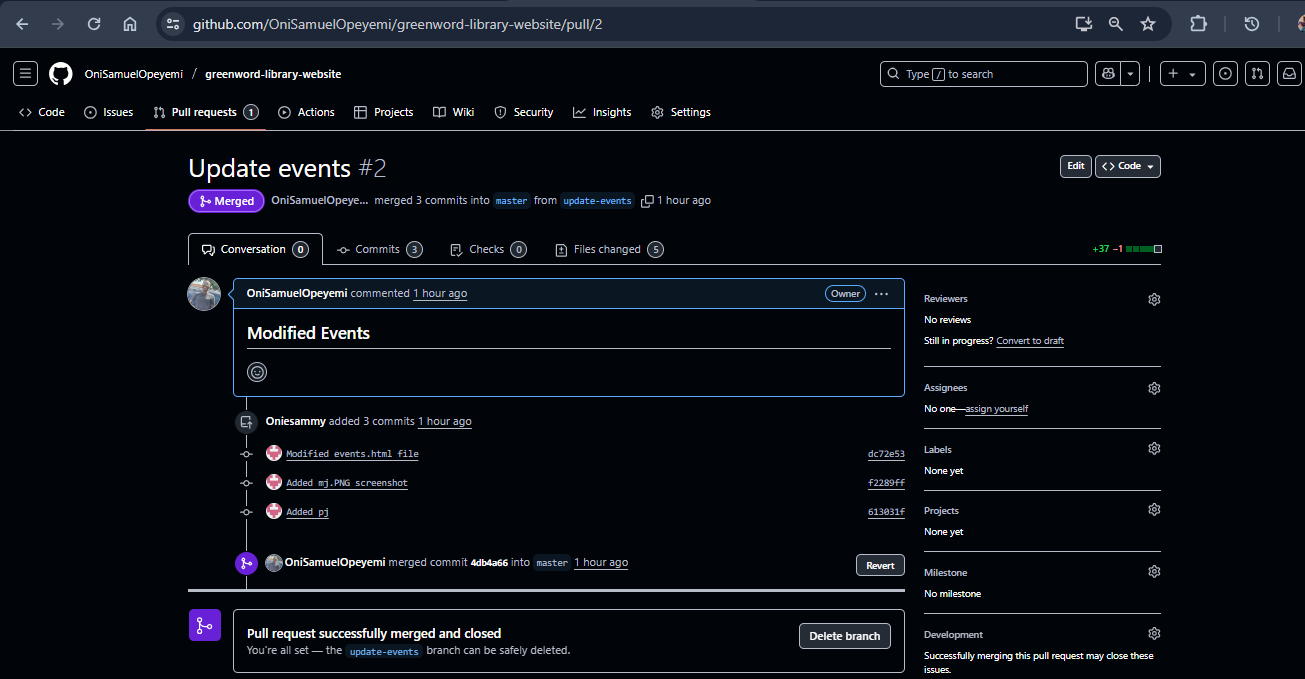 github.com/OniSamuelOpeyemi/greenword-library-website/pull/2
OniSamuelOpeyemi / greenword-library-website
Type / to search
Code Issues Pull requests 1 Actions Projects Wiki Security Insights Settings
Update events #2
Edit
Code
Merged OniSamuelOpeye... merged 3 commits into master from update-events 1 hour ago
Conversation 0 Commits 3 Checks 0 Files changed 5
+37 −1
OniSamuelOpeyemi commented 1 hour ago
Owner
Modified Events
Oniesammy added 3 commits 1 hour ago
Modified events.html file dc72e53
Added mj.PNG screenshot f2289ff
Added pj 613031f
OniSamuelOpeyemi merged commit 4db4a66 into master 1 hour ago
Revert
Pull request successfully merged and closed
You're all set — the update-events branch can be safely deleted.
Delete branch
Reviewers
No reviews
Still in progress? Convert to draft
Assignees
No one—assign yourself
Labels
None yet
Projects
None yet
Milestone
No milestone
Development
Successfully merging this pull request may close these
issues.